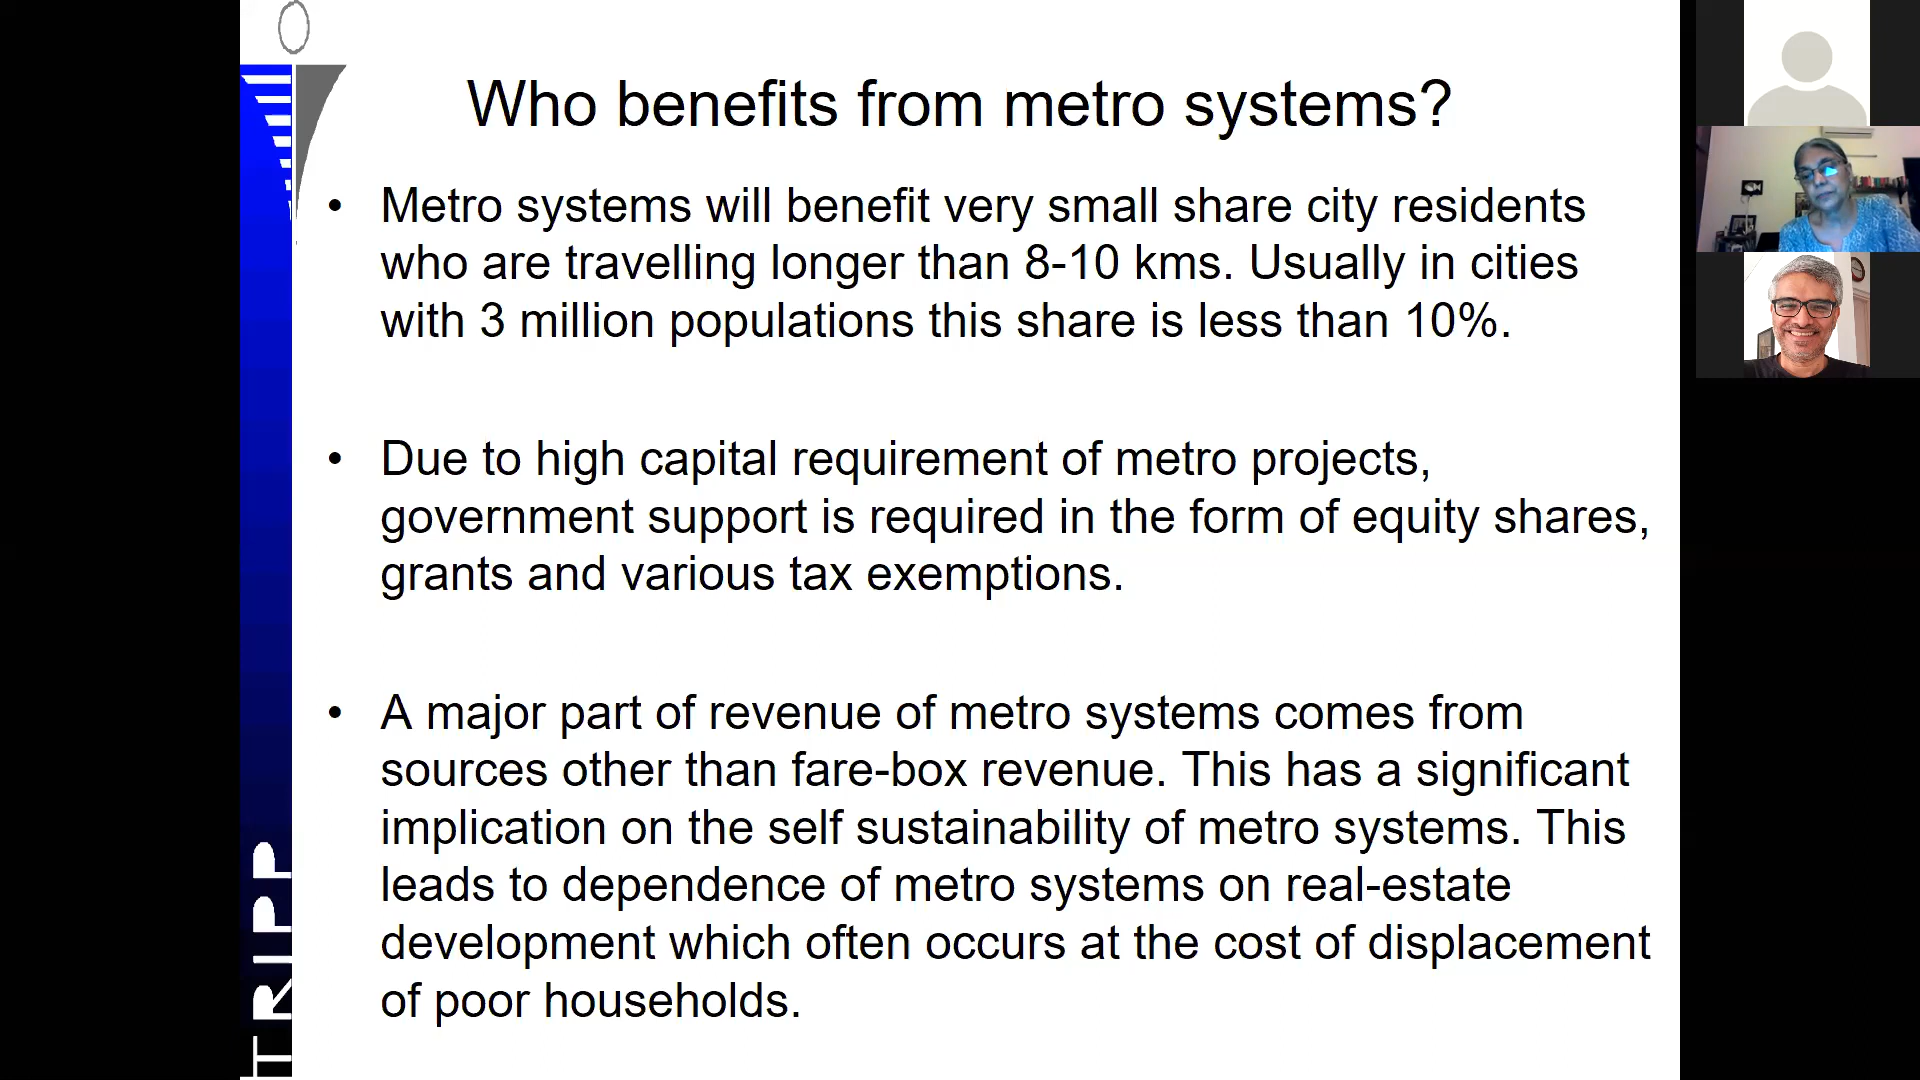 Who benefits from metro systems?
• Metro systems will benefit very small share city residents
who are travelling longer than 8-10 kms. Usually in cities
with 3 million populations this share is less than 10%.
• Due to high capital requirement of metro projects,
government support is required in the form of equity shares,
grants and various tax exemptions.
• A major part of revenue of metro systems comes from
sources other than fare-box revenue. This has a significant
implication on the self sustainability of metro systems. This
leads to dependence of metro systems on real-estate
development which often occurs at the cost of displacement
of poor households.
TRIPP